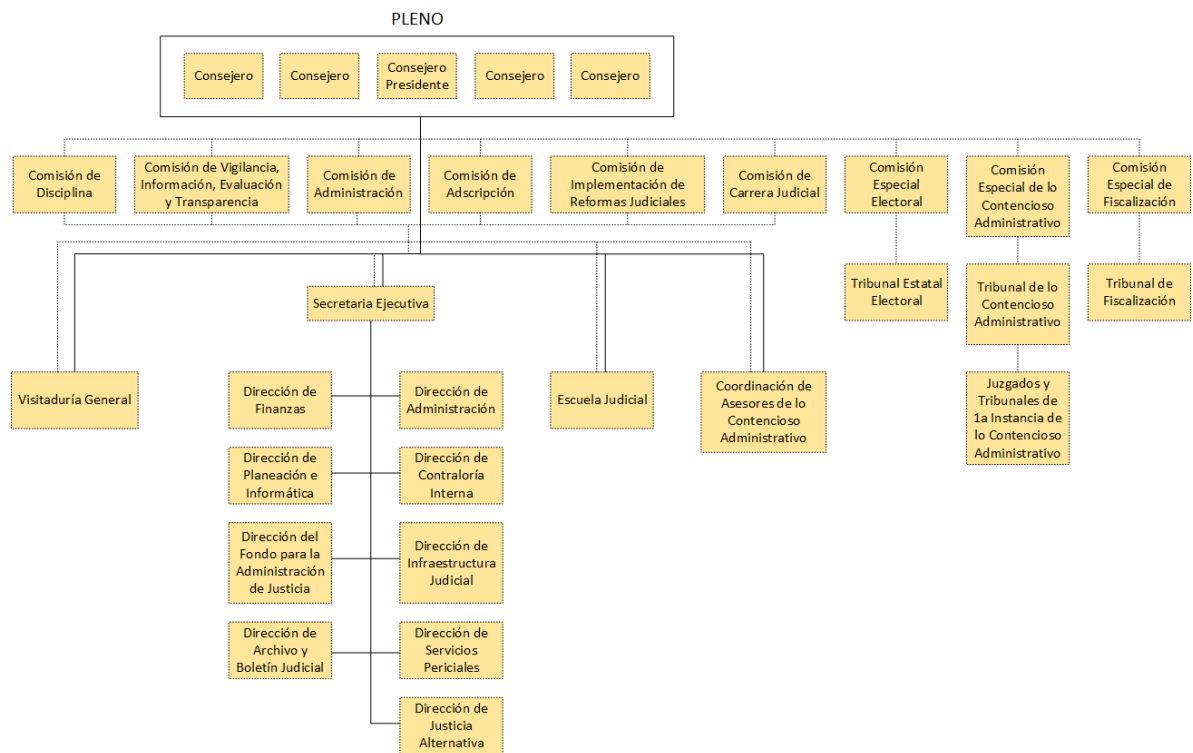 PLENO
Consejero
Consejero
Consejero
Presidente
Consejero
Consejero
Comisión de
Disciplina
Comisión de Vigilancia,
Información, Evaluación
y Transparencia
Comisión de
Administración
Comisión de
Adscripción
Comisión de
Implementación de
Reformas Judiciales
Comisión de
Carrera Judicial
Comisión
Especial
Electoral
Comisión
Especial de lo
Contencioso
Administrativo
Comisión
Especial de
Fiscalización
Secretaria Ejecutiva
Tribunal Estatal
Electoral
Tribunal de lo
Contencioso
Administrativo
Tribunal de
Fiscalización
Visitaduría General
Dirección de
Finanzas
Dirección de
Administración
Escuela Judicial
Coordinación de
Asesores de lo
Contencioso
Administrativo
Juzgados y
Tribunales de
1a Instancia de
lo Contencioso
Administrativo
Dirección de
Planeación e
Informática
Dirección de
Contraloría
Interna
Dirección del
Fondo para la
Administración
de Justicia
Dirección de
Infraestructura
Judicial
Dirección de
Archivo y
Boletín Judicial
Dirección de
Servicios
Periciales
Dirección de
Justicia
Alternativa